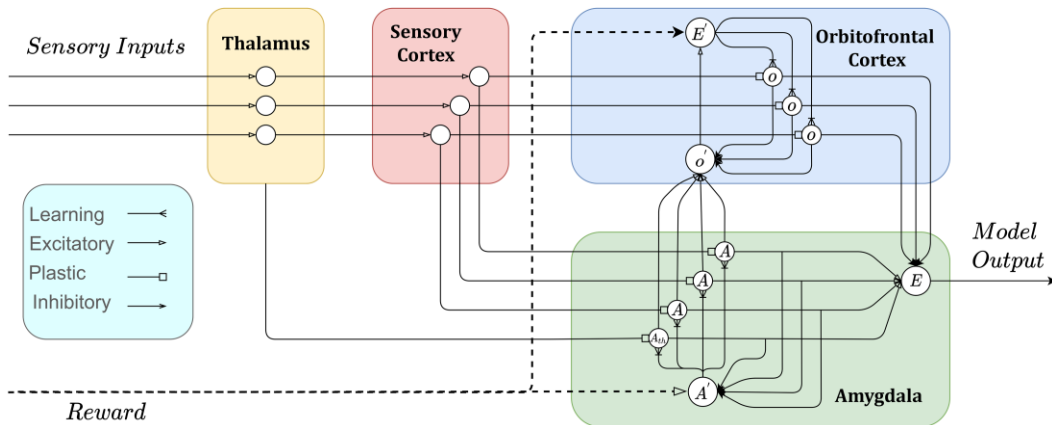 Sensory Inputs
Thalamus
Sensory
Cortex
E'
Orbitofrontal
Cortex
o
o
o
o'
Learning
Excitatory
Plastic
Inhibitory
A
A
A
A_th
A'
E
Model
Output
Amygdala
Reward